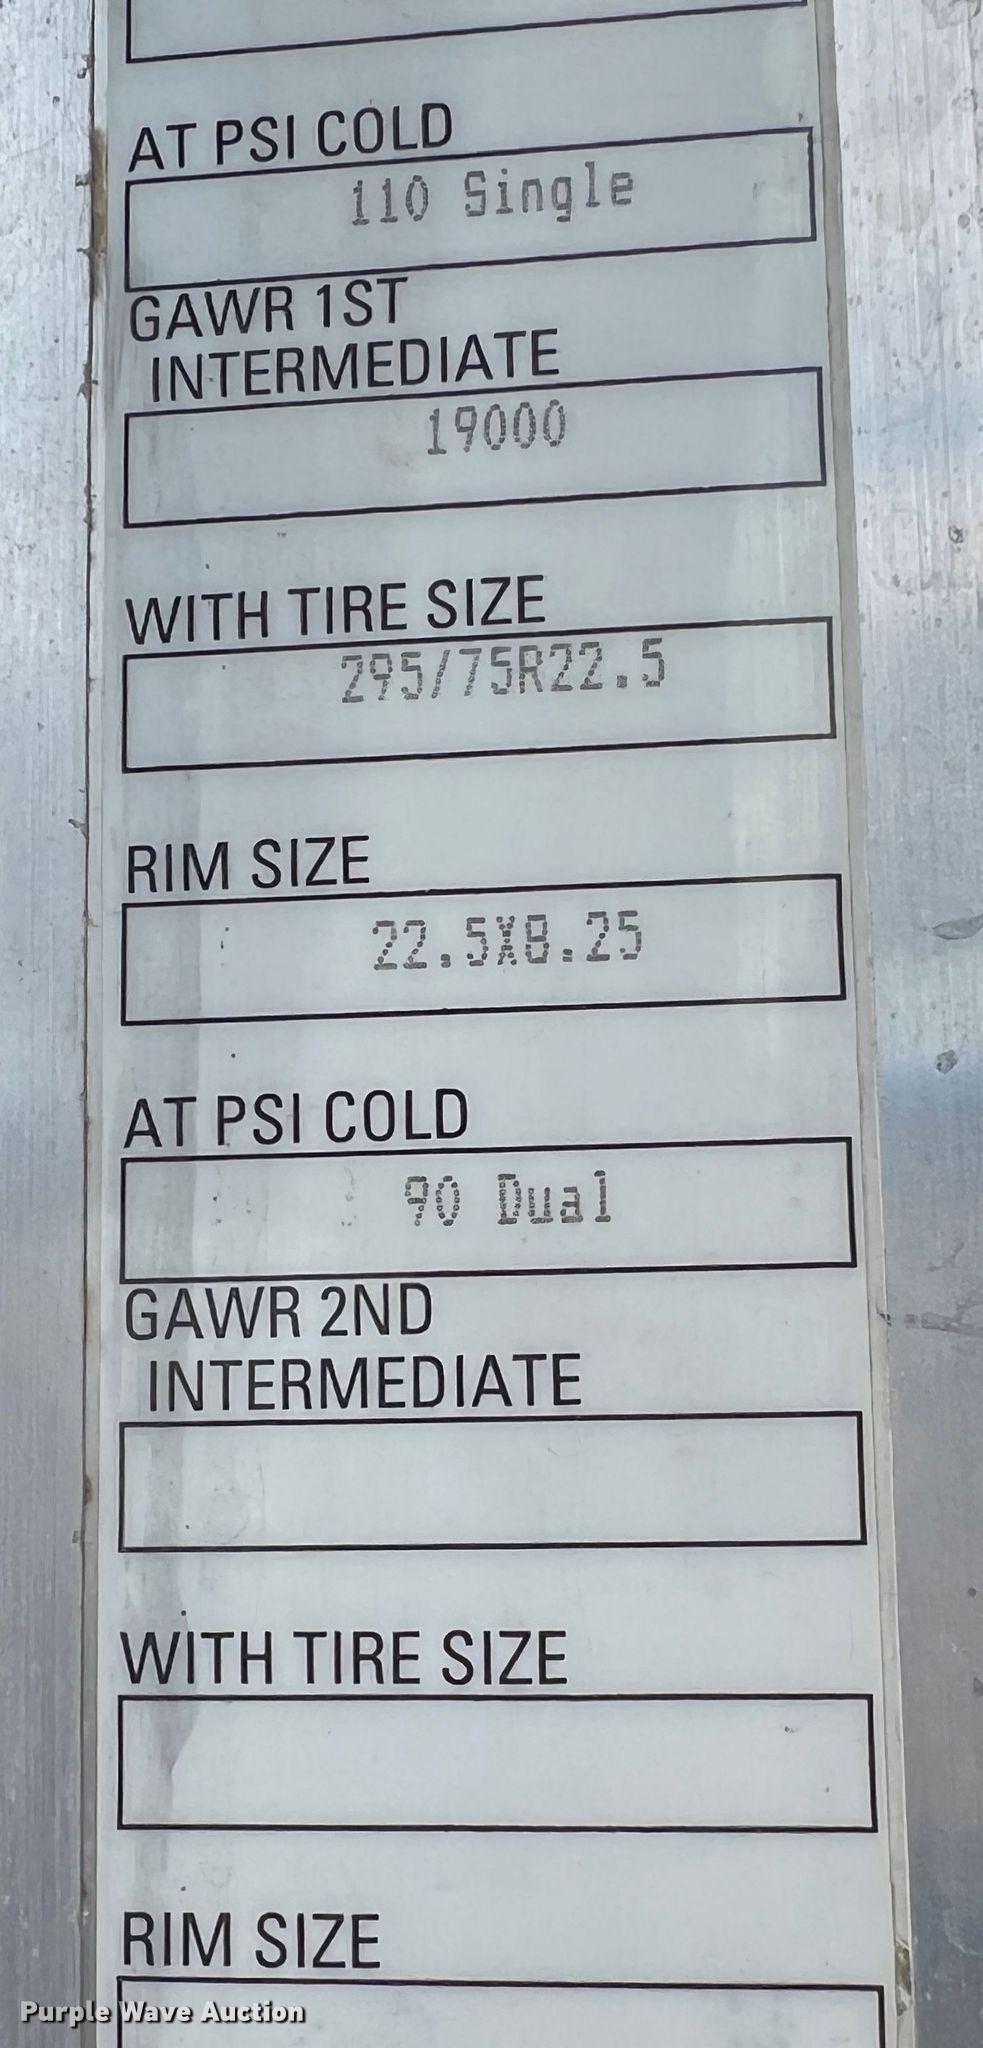 AT PSI COLD
110 Single
GAWR 1ST
INTERMEDIATE
19000
WITH TIRE SIZE
295/75R22.5
RIM SIZE
22.5X8.25
AT PSI COLD
90 Dual
GAWR 2ND
INTERMEDIATE
WITH TIRE SIZE
RIM SIZE
Purple Wave Auction